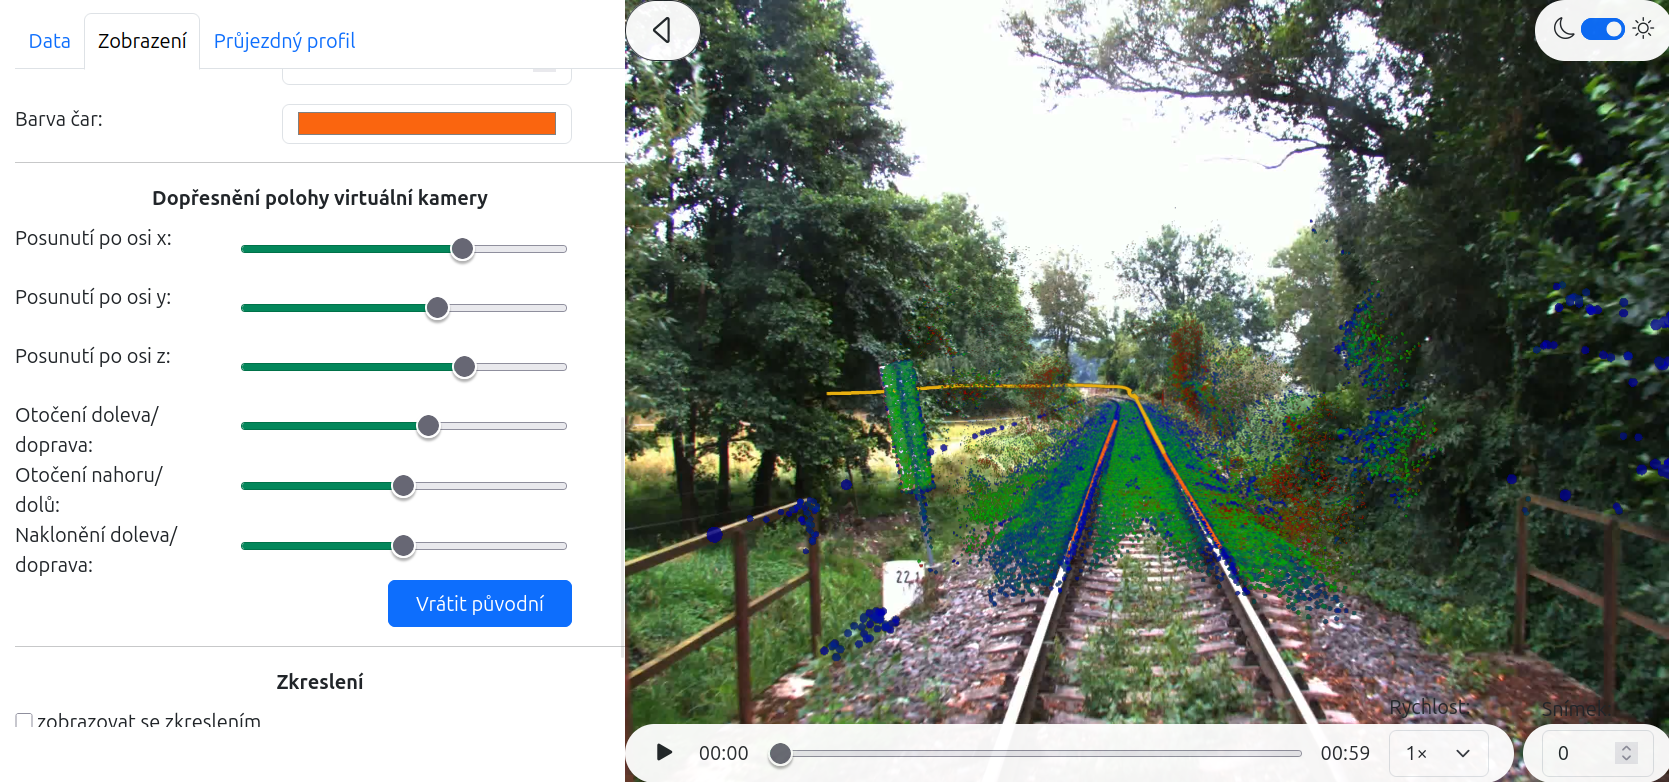 Data Zobrazení Průjezdný profil
Barva čar:
Dopřesnění polohy virtuální kamery
Posunutí po osi x:
Posunutí po osi y:
Posunutí po osi z:
Otočení doleva/
doprava:
Otočení nahoru/
dolů:
Naklonění doleva/
doprava:
Vrátit původní
Zkreslení
zobrazovat se zkreslením
22,1
Rychlost:
00:00
00:59
1×
0